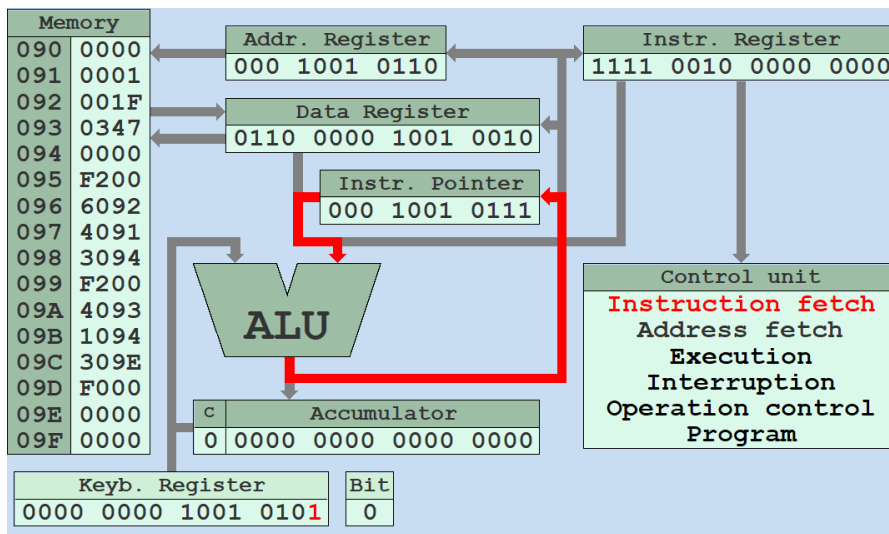 Memory
090 0000
091 0001
092 001F
093 0347
094 0000
095 F200
096 6092
097 4091
098 3094
099 F200
09A 4093
09B 1094
09C 309E
09D F000
09E 0000
09F 0000
Addr. Register
000 1001 0110
Instr. Register
1111 0010 0000 0000
Data Register
0110 0000 1001 0010
Instr. Pointer
000 1001 0111
ALU
Control unit
Instruction fetch
Address fetch
Execution
Interruption
Operation control
Program
C Accumulator
0 0000 0000 0000 0000
Keyb. Register
0000 0000 1001 0101
Bit
0